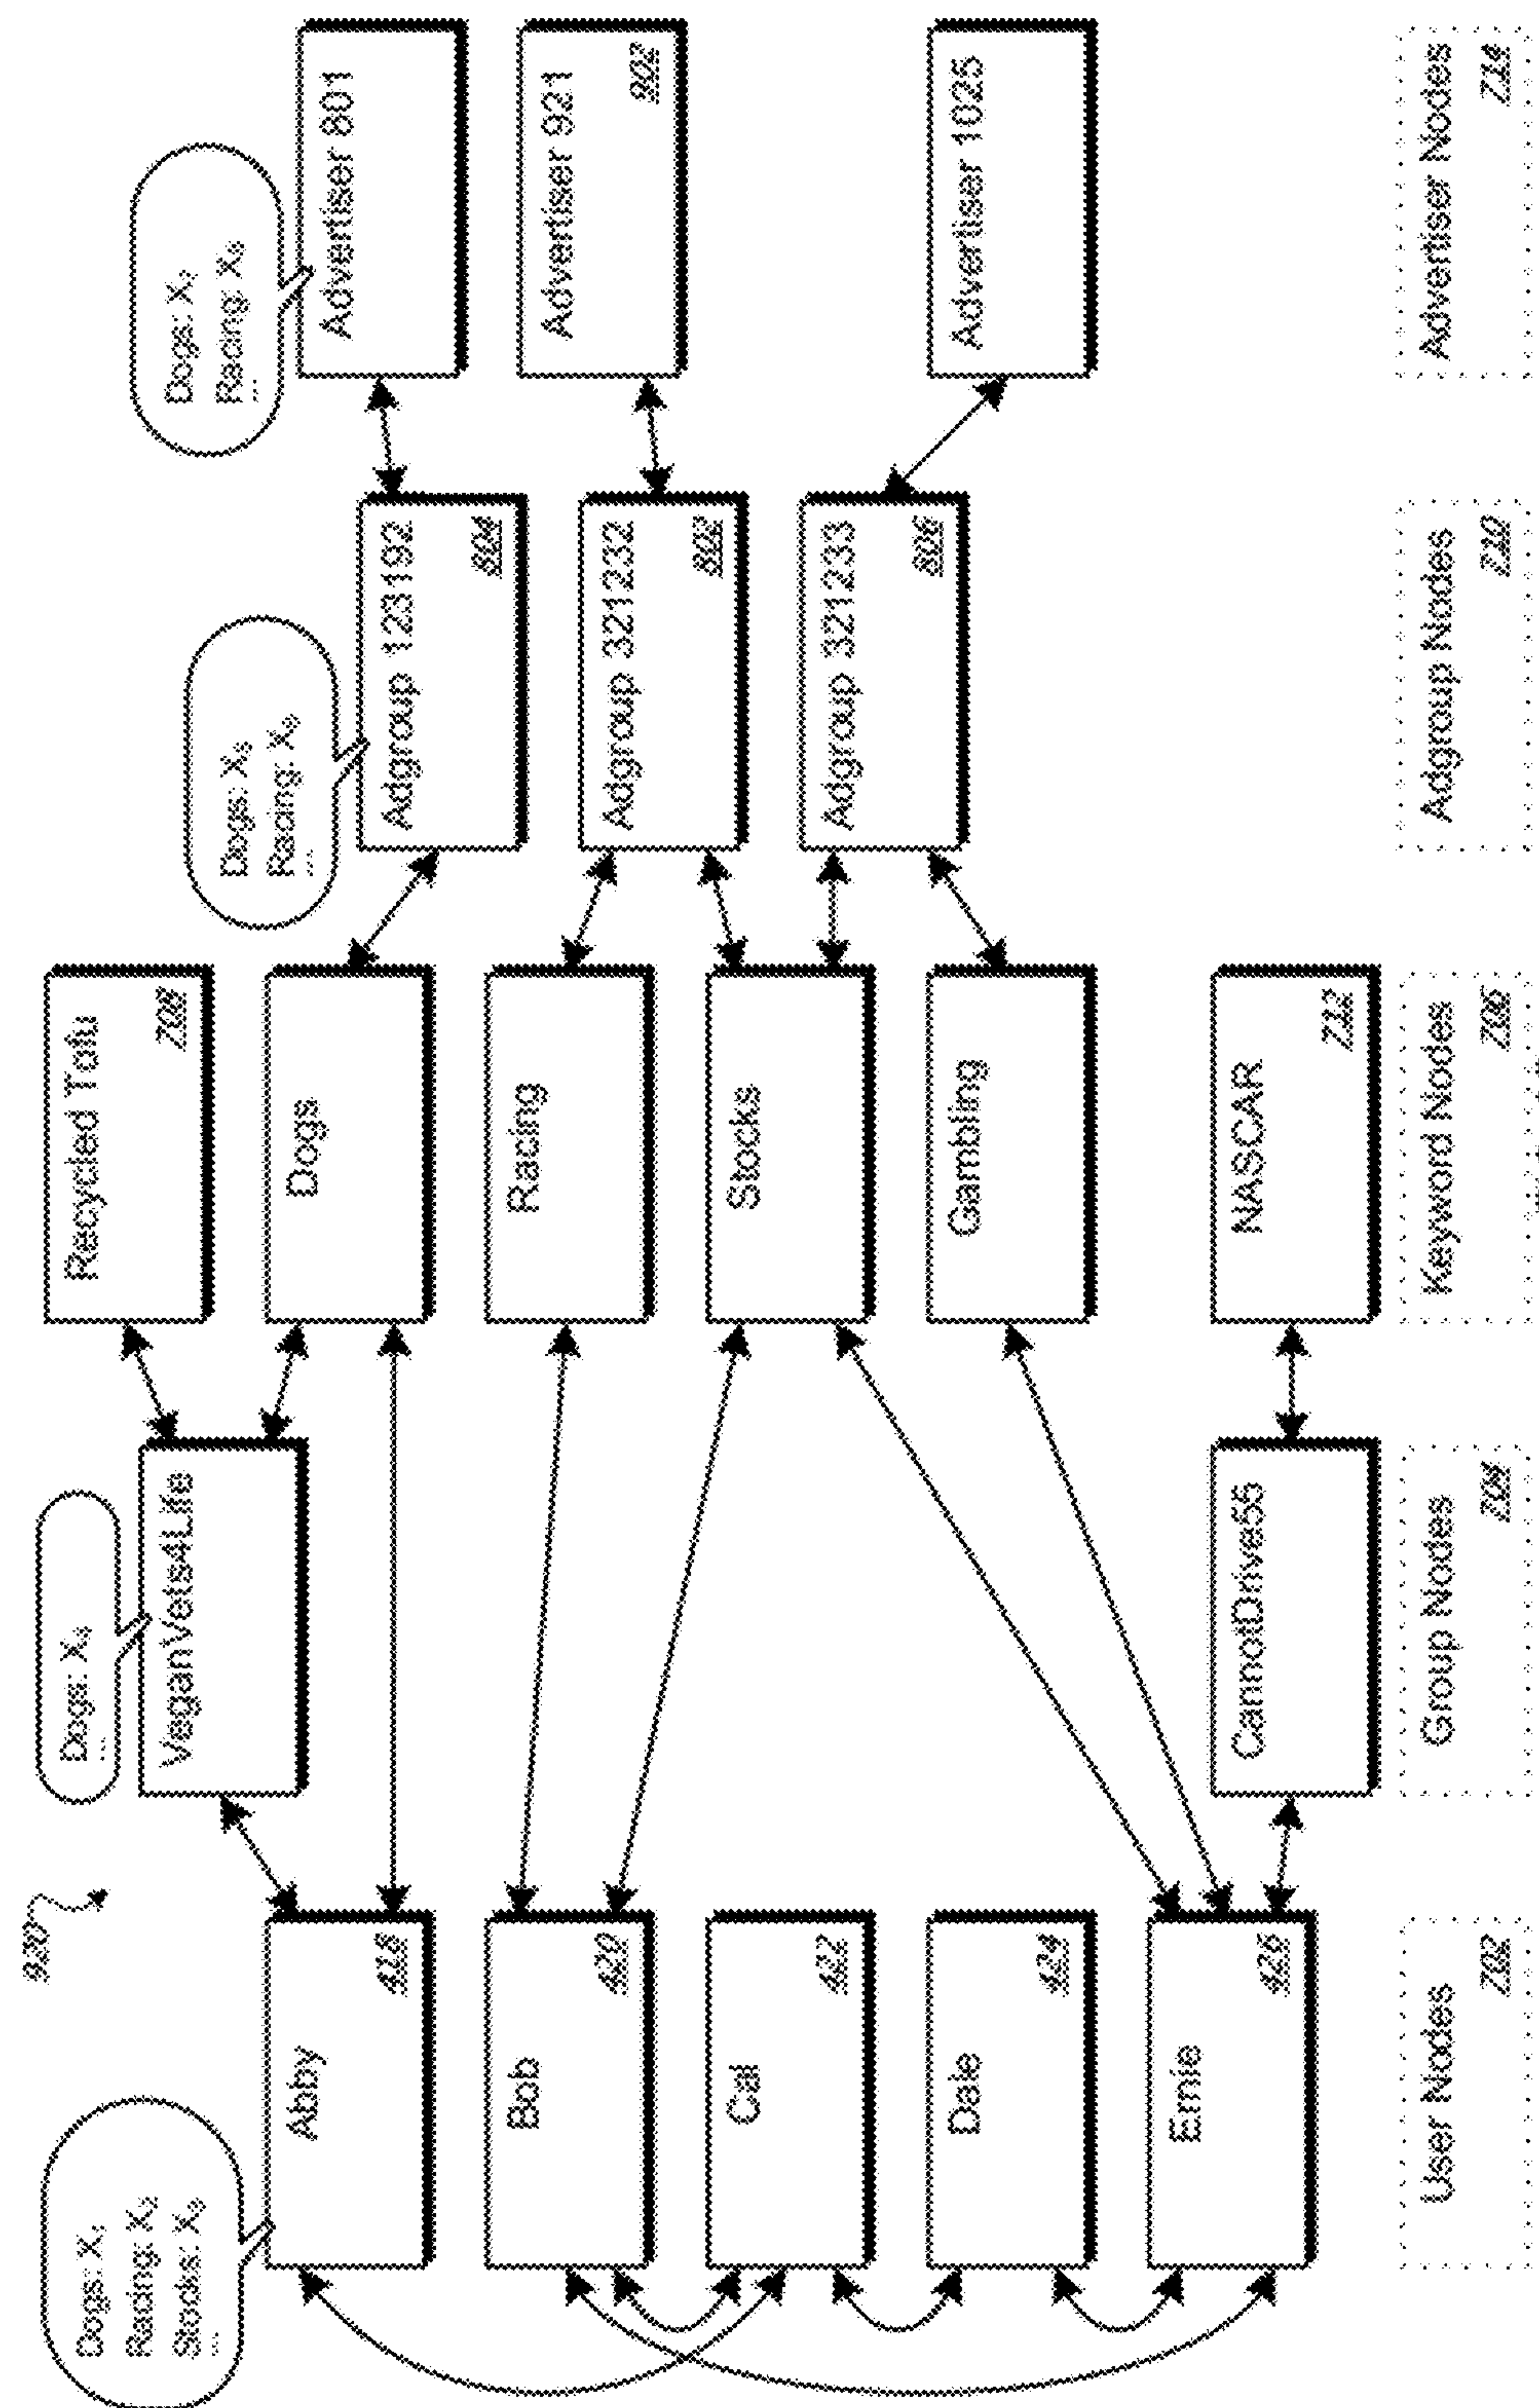 920
Dogs: X1
Racing: X2
Stocks: X3
...
Abby
418
Bob
420
Cal
422
Dale
424
Ernie
426
User Nodes
702
Dogs: X4
...
VeganVets4Life
CannotDrive55
Group Nodes
704
Recycled Tofu
708
Dogs
Racing
Stocks
Gambling
NASCAR
712
Keyword Nodes
706
Dogs: X5
Racing: X6
...
Adgroup 123192
804
Adgroup 321232
802
Adgroup 321233
806
Adgroup Nodes
710
Dogs: X7
Racing: X8
...
Advertiser 801
Advertiser 921
902
Advertiser 1025
Advertiser Nodes
714